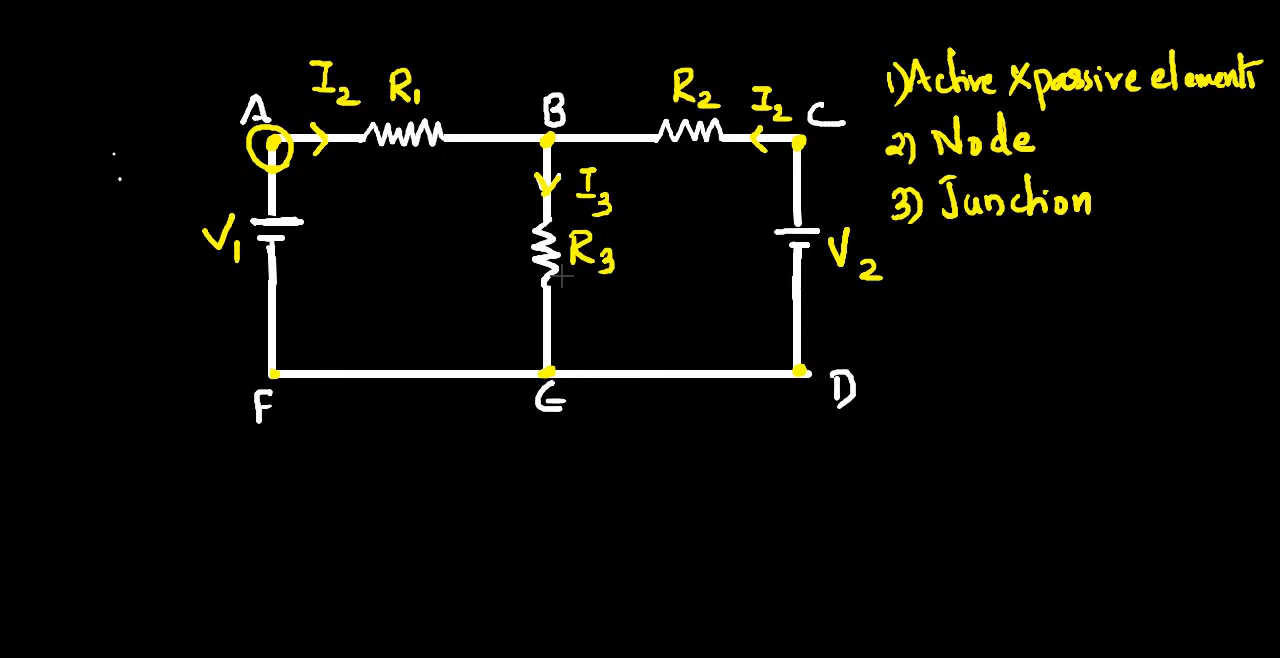 I2 R1
A
B
R2
I2
C
1) Active & passive elements
2) Node
3) Junction
I3
V1
R3
V2
F
G
D